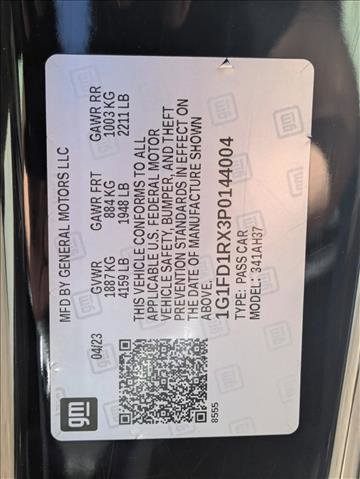 gm
MFD BY GENERAL MOTORS LLC
04/23
GVWR GAWR FRT GAWR RR
1887 KG 884 KG 1003 KG
4159 LB 1948 LB 2211 LB
THIS VEHICLE CONFORMS TO ALL
APPLICABLE U.S. FEDERAL MOTOR
VEHICLE SAFETY, BUMPER, AND THEFT
PREVENTION STANDARDS IN EFFECT ON
THE DATE OF MANUFACTURE SHOWN
ABOVE.
1G1FD1RX3P0144004
TYPE: PASS CAR
MODEL: 341AH37
8555